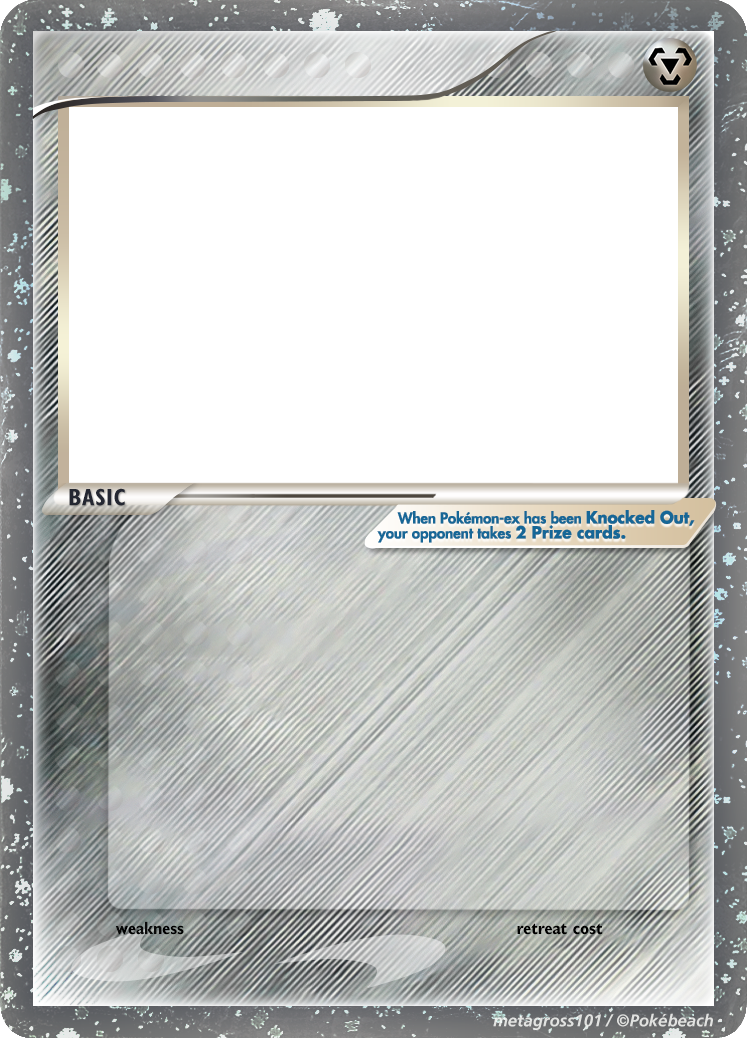 BASIC
When Pokémon-ex has been Knocked Out,
your opponent takes 2 Prize cards.
weakness
retreat cost
metagross101 / ©Pokébeach